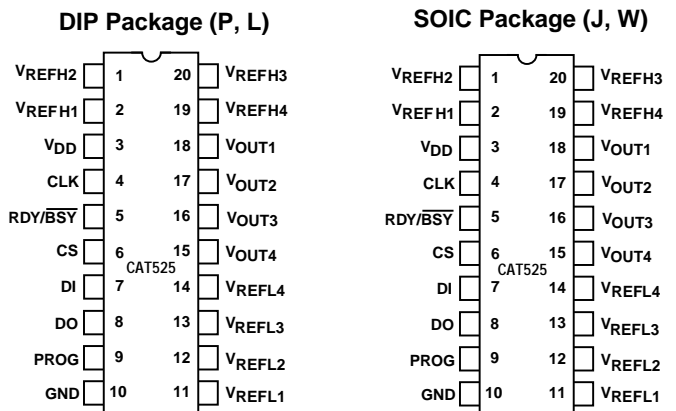 DIP Package (P, L)
VREFH2 1 20 VREFH3
VREFH1 2 19 VREFH4
VDD 3 18 VOUT1
CLK 4 17 VOUT2
RDY/BSY 5 16 VOUT3
CS 6 15 VOUT4
CAT525
DI 7 14 VREFL4
DO 8 13 VREFL3
PROG 9 12 VREFL2
GND 10 11 VREFL1
SOIC Package (J, W)
VREFH2 1 20 VREFH3
VREFH1 2 19 VREFH4
VDD 3 18 VOUT1
CLK 4 17 VOUT2
RDY/BSY 5 16 VOUT3
CS 6 15 VOUT4
CAT525
DI 7 14 VREFL4
DO 8 13 VREFL3
PROG 9 12 VREFL2
GND 10 11 VREFL1